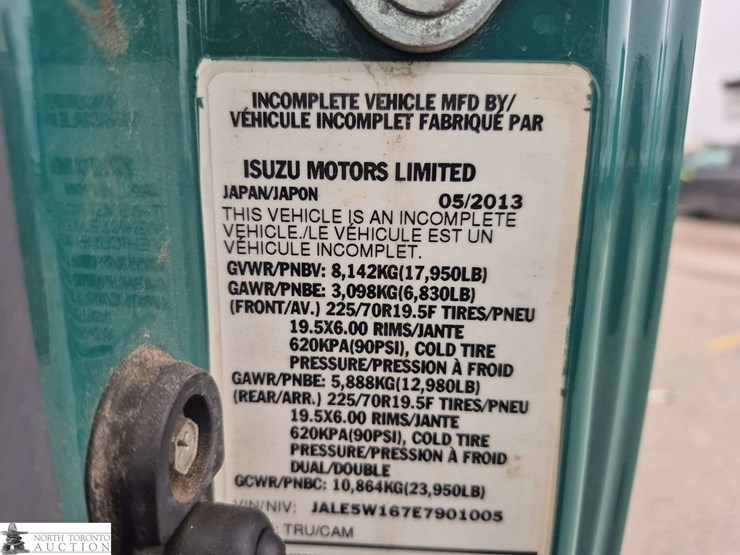 INCOMPLETE VEHICLE MFD BY/
VÉHICULE INCOMPLET FABRIQUÉ PAR
ISUZU MOTORS LIMITED
JAPAN/JAPON 05/2013
THIS VEHICLE IS AN INCOMPLETE
VEHICLE./LE VÉHICULE EST UN
VÉHICULE INCOMPLET.
GVWR/PNBV: 8,142KG(17,950LB)
GAWR/PNBE: 3,098KG(6,830LB)
(FRONT/AV.) 225/70R19.5F TIRES/PNEU
19.5X6.00 RIMS/JANTE
620KPA(90PSI), COLD TIRE
PRESSURE/PRESSION À FROID
GAWR/PNBE: 5,888KG(12,980LB)
(REAR/ARR.) 225/70R19.5F TIRES/PNEU
19.5X6.00 RIMS/JANTE
620KPA(90PSI), COLD TIRE
PRESSURE/PRESSION À FROID
DUAL/DOUBLE
GCWR/PNBC: 10,864KG(23,950LB)
VIN/NIV: JALE5W167E7901005
: TRU/CAM
NORTH TORONTO
AUCTION